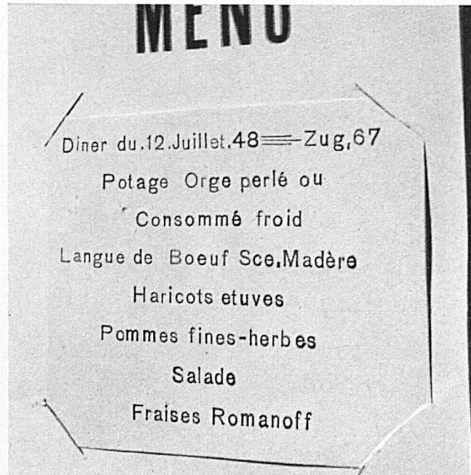 MENU
Diner du.12.Juillet.48==Zug,67
Potage Orge perlé ou
Consommé froid
Langue de Boeuf Sce.Madère
Haricots etuves
Pommes fines-herbes
Salade
Fraises Romanoff